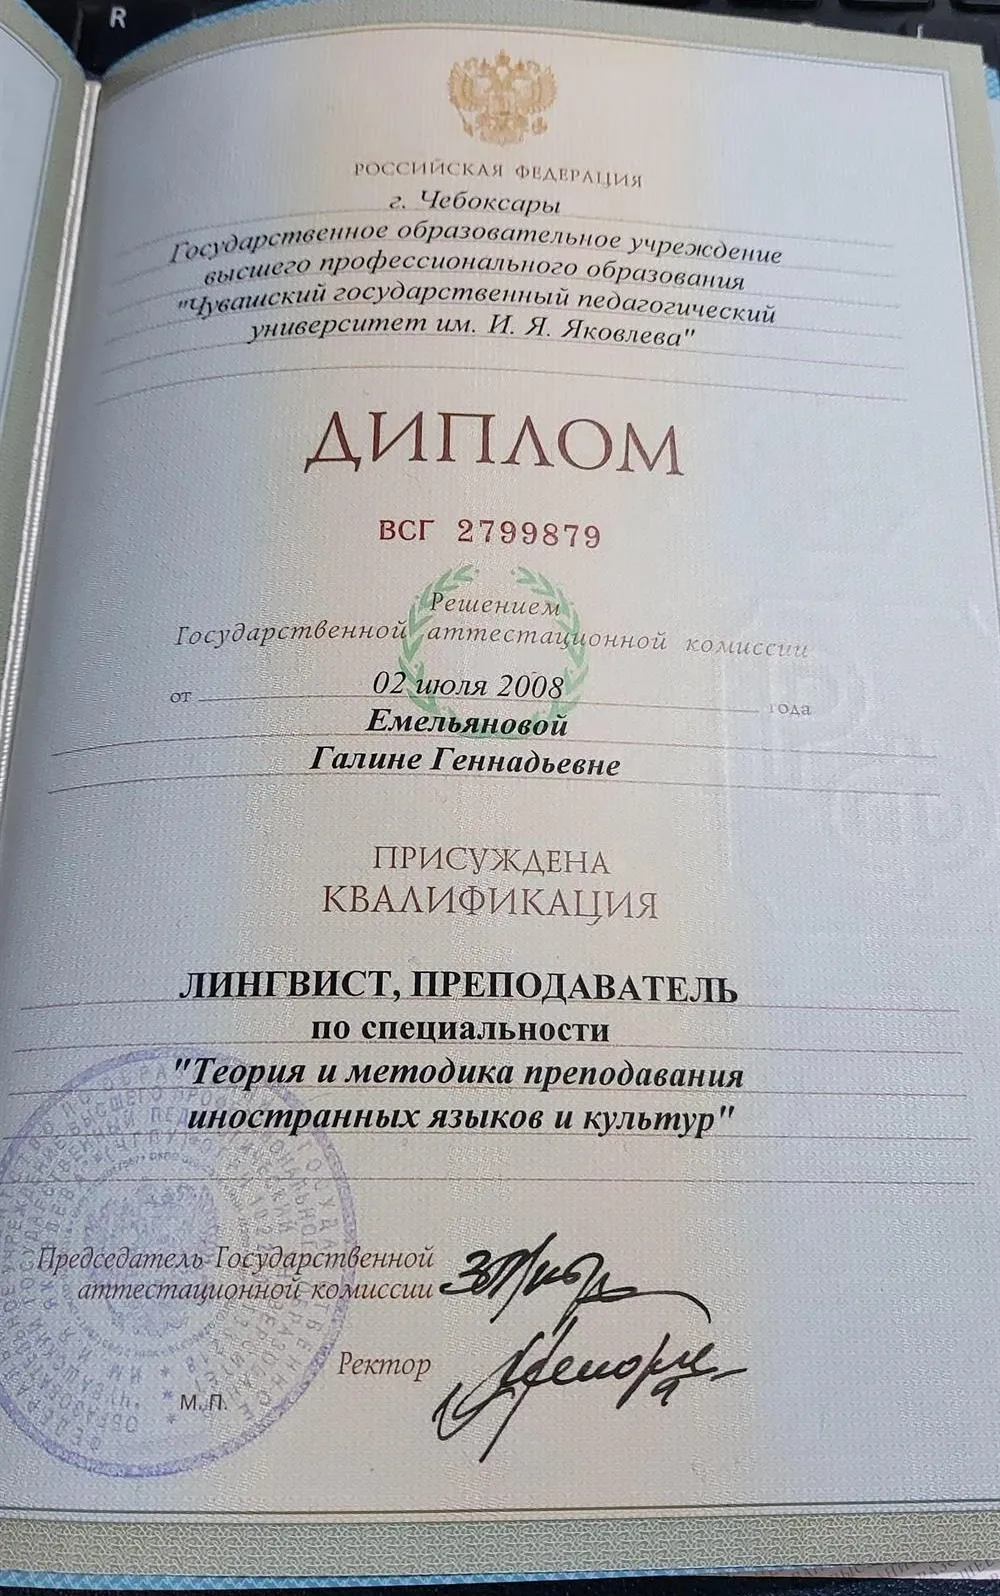 R
РОССИЙСКАЯ ФЕДЕРАЦИЯ
г. Чебоксары
Государственное образовательное учреждение
высшего профессионального образования
"Чувашский государственный педагогический
университет им. И. Я. Яковлева"
ДИПЛОМ
ВСГ 2799879
Решением
Государственной аттестационной комиссии
от 02 июля 2008 года
Емельяновой
Галине Геннадьевне
ПРИСУЖДЕНА
КВАЛИФИКАЦИЯ
ЛИНГВИСТ, ПРЕПОДАВАТЕЛЬ
по специальности
"Теория и методика преподавания
иностранных языков и культур"
Председатель Государственной
аттестационной комиссии
Ректор
М.П.